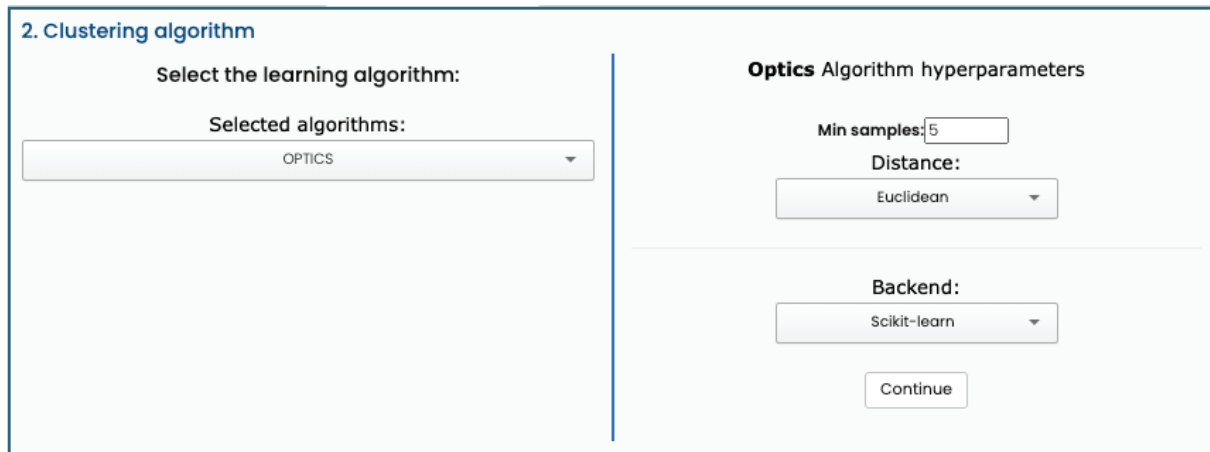 2. Clustering algorithm
Select the learning algorithm:
Selected algorithms:
OPTICS
Optics Algorithm hyperparameters
Min samples: 5
Distance:
Euclidean
Backend:
Scikit-learn
Continue